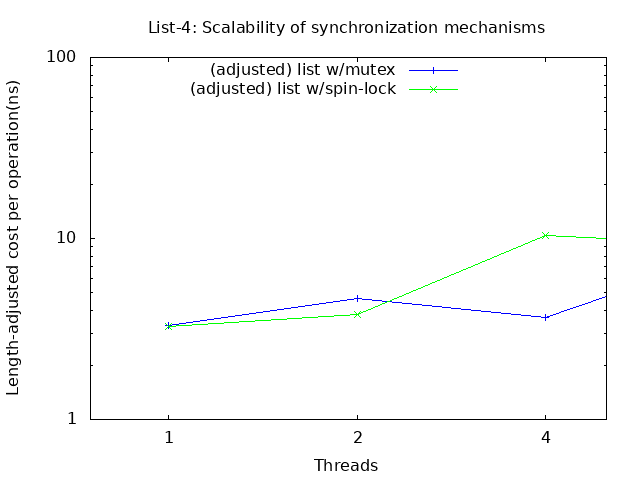 List-4: Scalability of synchronization mechanisms
100
(adjusted) list w/mutex
(adjusted) list w/spin-lock
Length-adjusted cost per operation(ns)
10
1
1 2 4
Threads